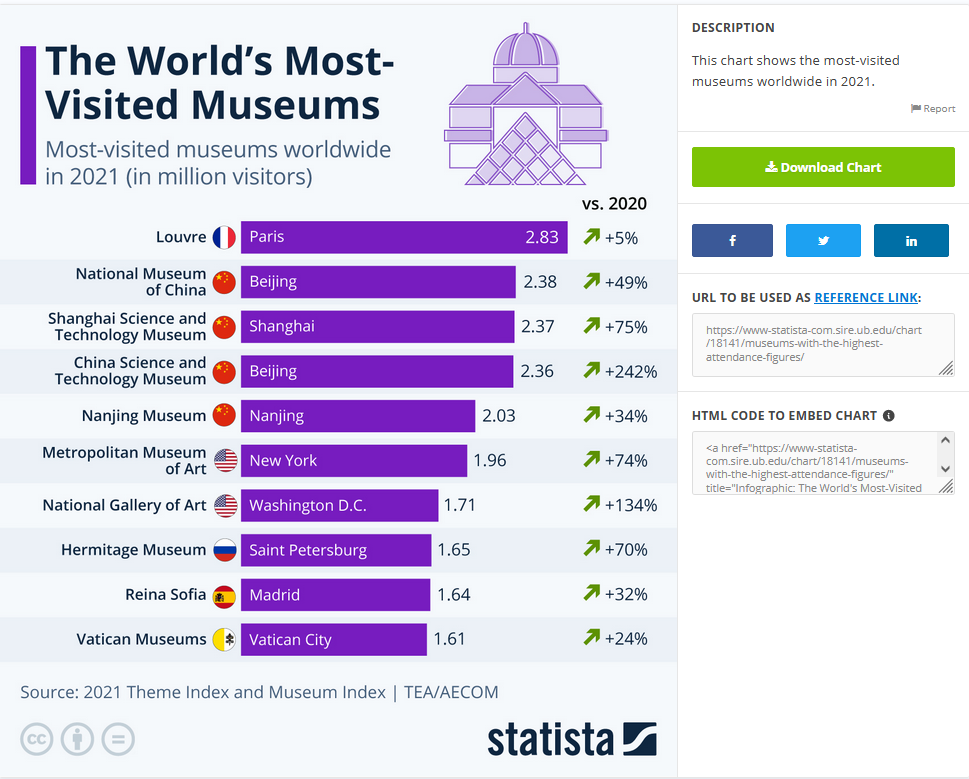 The World's Most-
Visited Museums
Most-visited museums worldwide
in 2021 (in million visitors)
vs. 2020
Louvre Paris 2.83 +5%
National Museum
of China Beijing 2.38 +49%
Shanghai Science and
Technology Museum Shanghai 2.37 +75%
China Science and
Technology Museum Beijing 2.36 +242%
Nanjing Museum Nanjing 2.03 +34%
Metropolitan Museum
of Art New York 1.96 +74%
National Gallery of Art Washington D.C. 1.71 +134%
Hermitage Museum Saint Petersburg 1.65 +70%
Reina Sofia Madrid 1.64 +32%
Vatican Museums Vatican City 1.61 +24%
Source: 2021 Theme Index and Museum Index | TEA/AECOM
cc
statista
DESCRIPTION
This chart shows the most-visited
museums worldwide in 2021.
Report
Download Chart
f
in
URL TO BE USED AS REFERENCE LINK:
https://www-statista-com.sire.ub.edu/chart
/18141/museums-with-the-highest-
attendance-figures/
HTML CODE TO EMBED CHART i
<a href="https://www-statista-
com.sire.ub.edu/chart/18141/museums-
with-the-highest-attendance-figures/"
title="Infographic: The World's Most-Visited